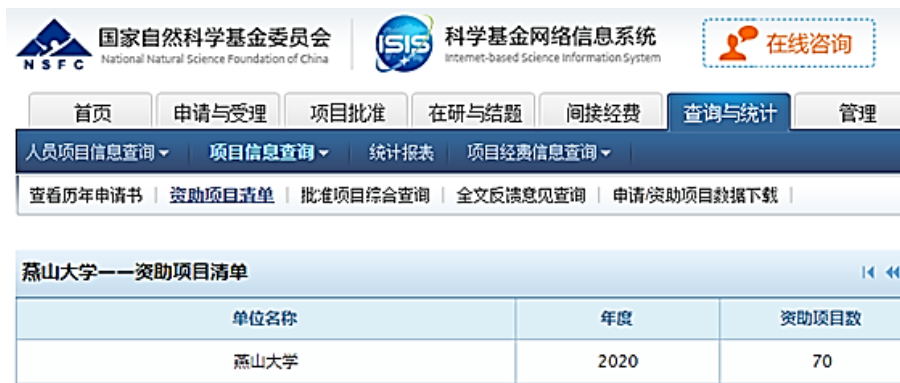 国家自然科学基金委员会
National Natural Science Foundation of China
NSFC
ISIS
科学基金网络信息系统
Internet-based Science Information System
在线咨询
首页 申请与受理 项目批准 在研与结题 间接经费 查询与统计 管理
人员项目信息查询 项目信息查询 统计报表 项目经费信息查询
查看历年申请书 资助项目清单 批准项目综合查询 全文反馈意见查询 申请/资助项目数据下载
燕山大学——资助项目清单
单位名称 年度 资助项目数
燕山大学 2020 70